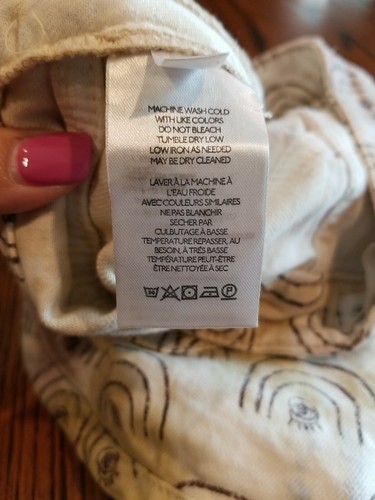 MACHINE WASH COLD
WITH LIKE COLORS
DO NOT BLEACH
TUMBLE DRY LOW
LOW IRON AS NEEDED
MAY BE DRY CLEANED
LAVER À LA MACHINE À
L'EAU FROIDE
AVEC COULEURS SIMILAIRES
NE PAS BLANCHIR
SECHER PAR
CULBUTAGE À BASSE
TEMPÉRATURE REPASSER, AU
BESOIN, À TRÈS BASSE
TEMPÉRATURE PEUT-ÊTRE
ÊTRE NETTOYÉE À SEC
P